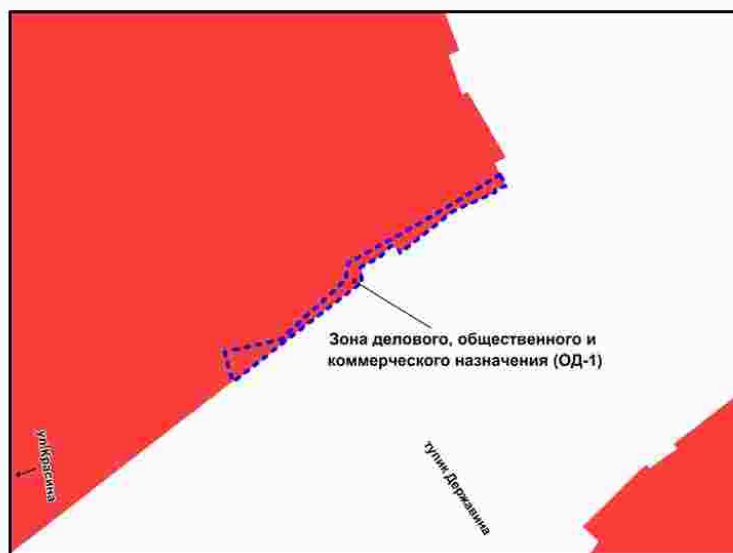 Зона делового, общественного и
коммерческого назначения (ОД-1)
ул.Красина
тупик Державина